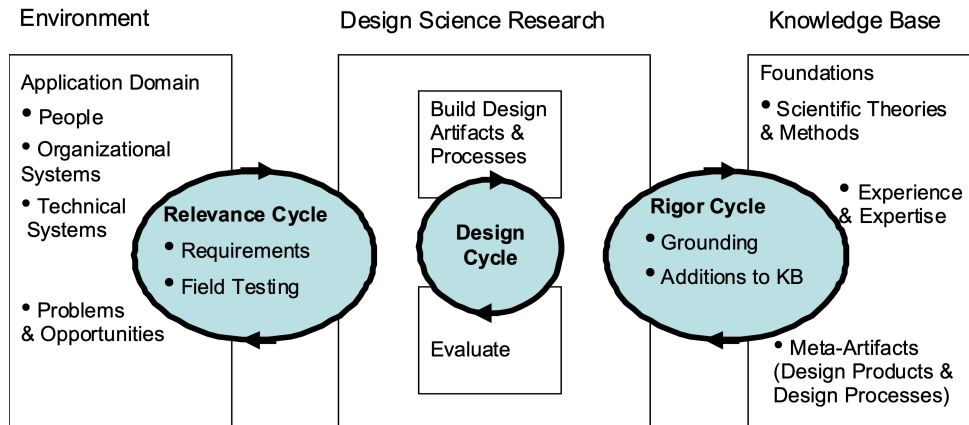 Environment
Design Science Research
Knowledge Base
Application Domain
• People
• Organizational
Systems
• Technical
Systems
• Problems
& Opportunities
Relevance Cycle
• Requirements
• Field Testing
Build Design
Artifacts &
Processes
Design
Cycle
Evaluate
Rigor Cycle
• Grounding
• Additions to KB
Foundations
• Scientific Theories
& Methods
• Experience
& Expertise
• Meta-Artifacts
(Design Products &
Design Processes)